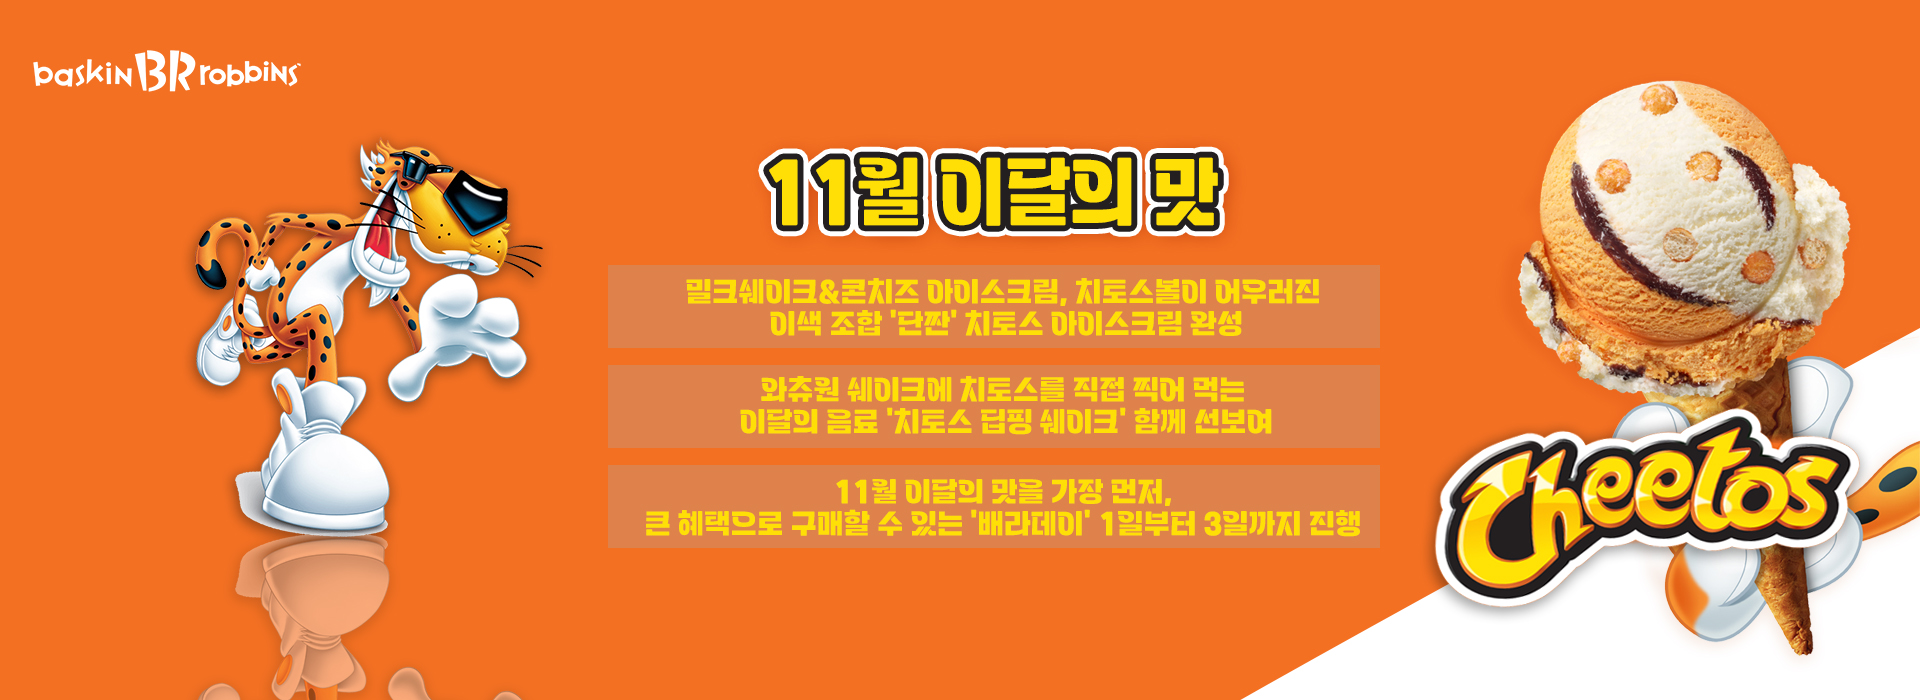 baskin BR robbins
11월 이달의 맛
밀크쉐이크&콘치즈 아이스크림, 치토스볼이 어우러진
이색 조합 '단짠' 치토스 아이스크림 완성
와츄원 쉐이크에 치토스를 직접 찍어 먹는
이달의 음료 '치토스 딥핑 쉐이크' 함께 선보여
11월 이달의 맛을 가장 먼저,
큰 혜택으로 구매할 수 있는 '배라데이' 1일부터 3일까지 진행
Cheetos